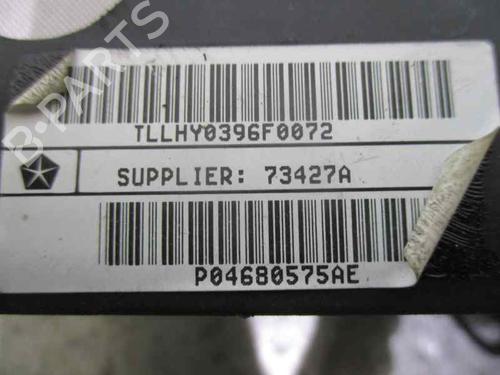 B-PARTS
TLLHY0396F0072
SUPPLIER: 73427A
P04680575AE